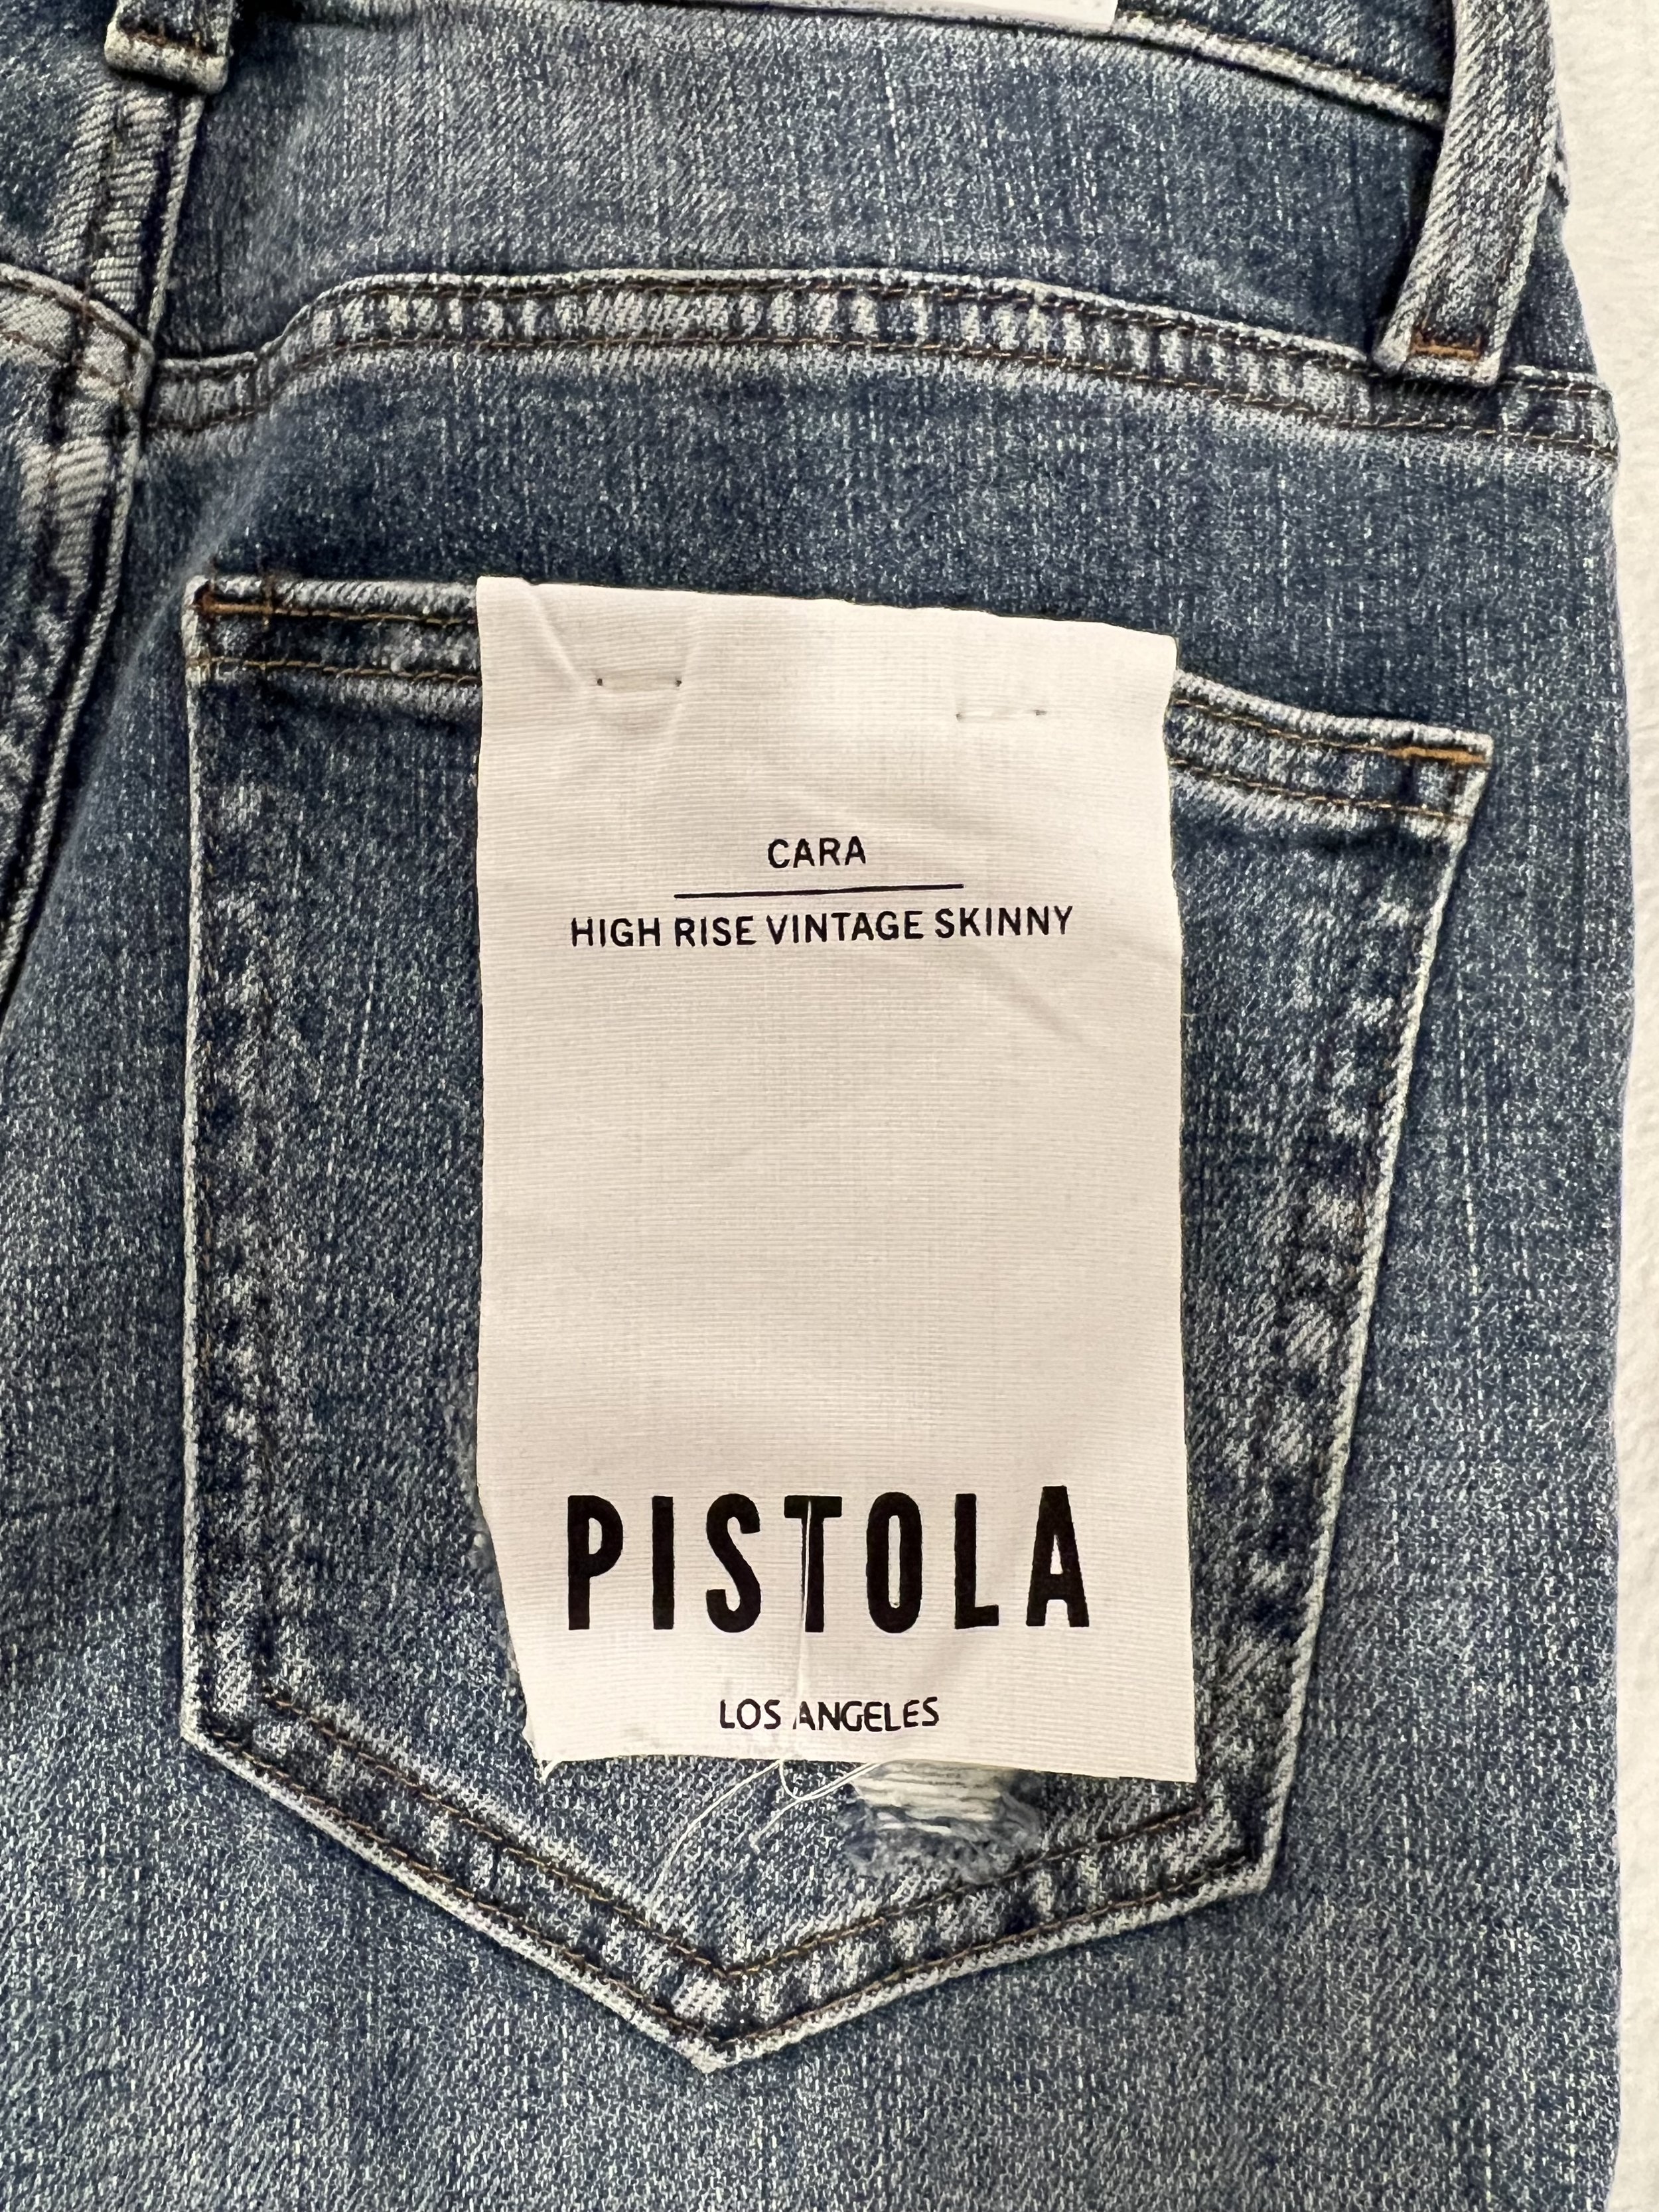 CARA
HIGH RISE VINTAGE SKINNY
PISTOLA
LOS ANGELES